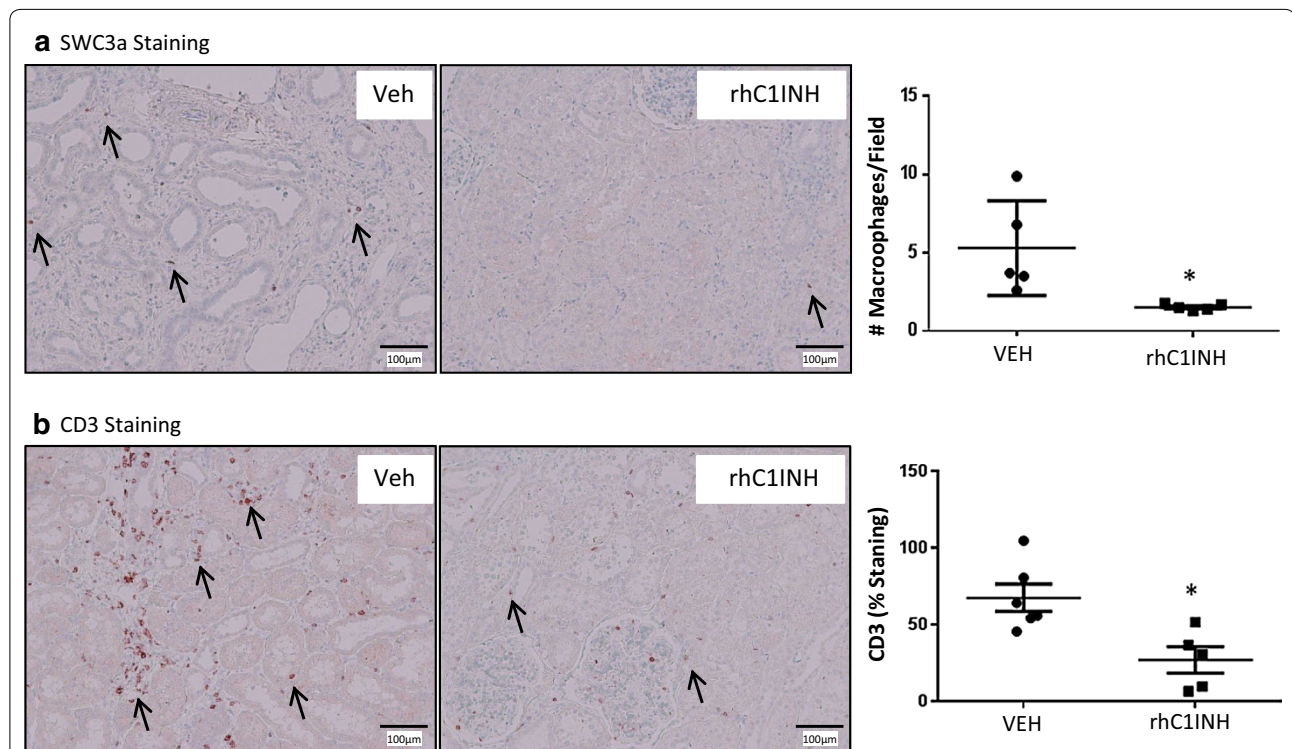 a SWC3a Staining
Veh
rhC1INH
100µm
100µm
# Macrophages/Field
15
10
5
0
*
VEH
rhC1INH
b CD3 Staining
Veh
rhC1INH
100µm
100µm
CD3 (% Staning)
150
100
50
0
*
VEH
rhC1INH